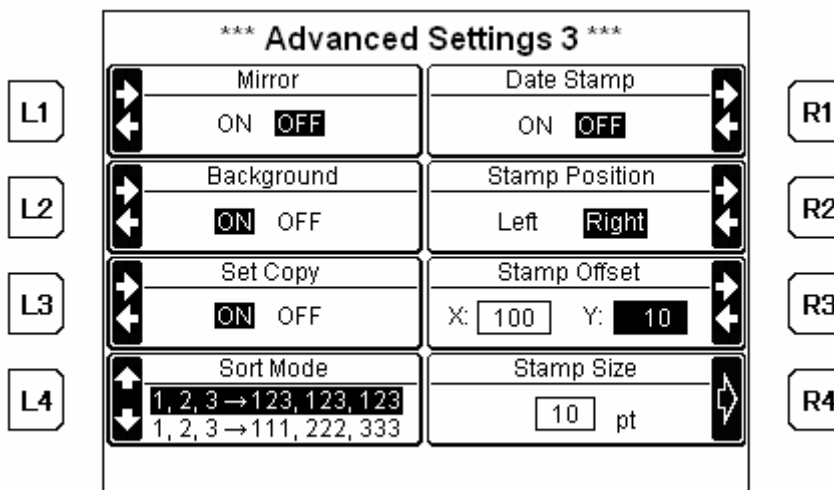 *** Advanced Settings 3 ***
L1
Mirror
ON OFF
Date Stamp
ON OFF
R1
L2
Background
ON OFF
Stamp Position
Left Right
R2
L3
Set Copy
ON OFF
Stamp Offset
X: 100 Y: 10
R3
L4
Sort Mode
1, 2, 3→123, 123, 123
1, 2, 3→111, 222, 333
Stamp Size
10 pt
R4